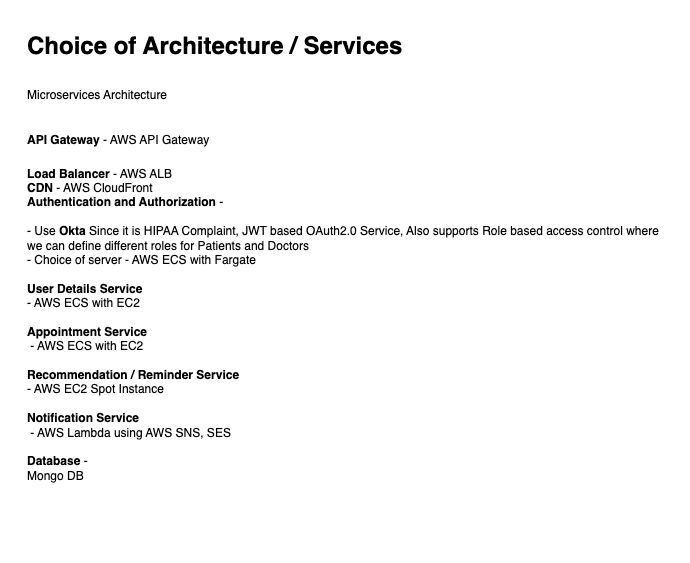 Choice of Architecture / Services
Microservices Architecture
API Gateway - AWS API Gateway
Load Balancer - AWS ALB
CDN - AWS CloudFront
Authentication and Authorization -
- Use Okta Since it is HIPAA Complaint, JWT based OAuth2.0 Service, Also supports Role based access control where
we can define different roles for Patients and Doctors
- Choice of server - AWS ECS with Fargate
User Details Service
- AWS ECS with EC2
Appointment Service
- AWS ECS with EC2
Recommendation / Reminder Service
- AWS EC2 Spot Instance
Notification Service
- AWS Lambda using AWS SNS, SES
Database -
Mongo DB